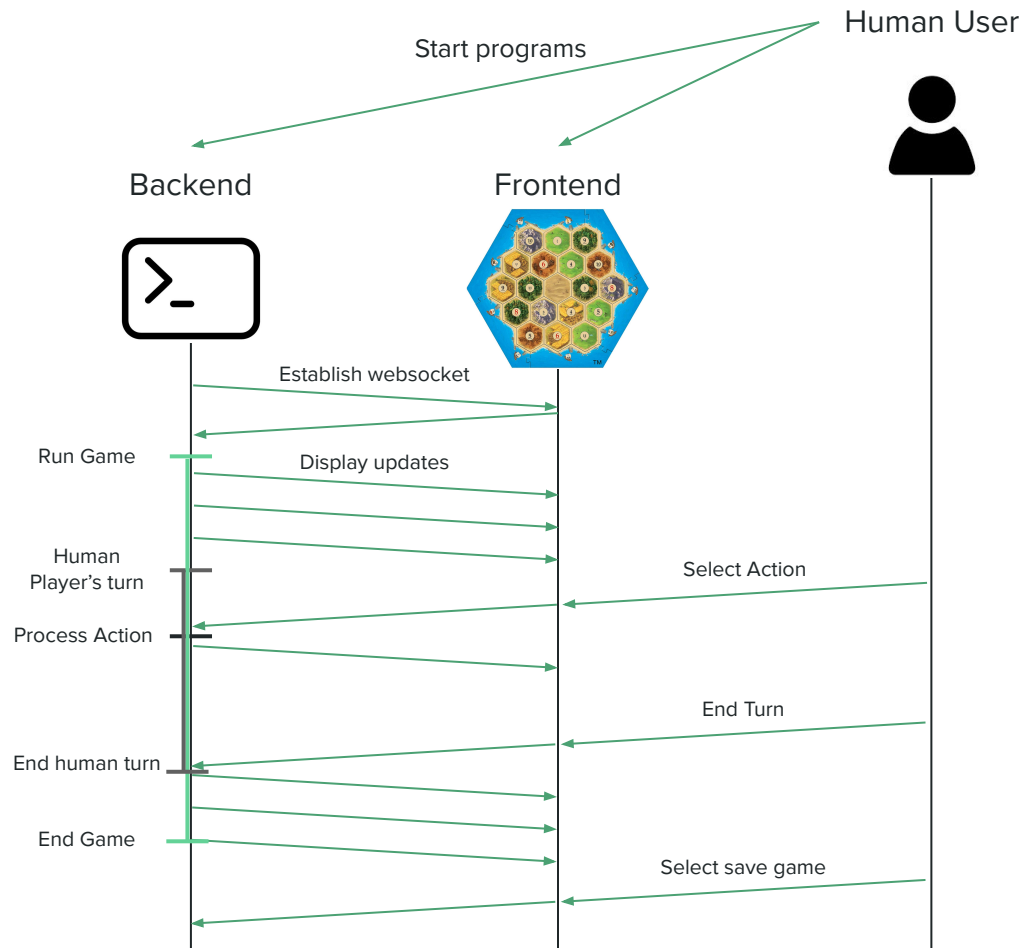 Human User
Start programs
Backend
Frontend
TM
Establish websocket
Run Game
Display updates
Human
Player's turn
Select Action
Process Action
End Turn
End human turn
End Game
Select save game